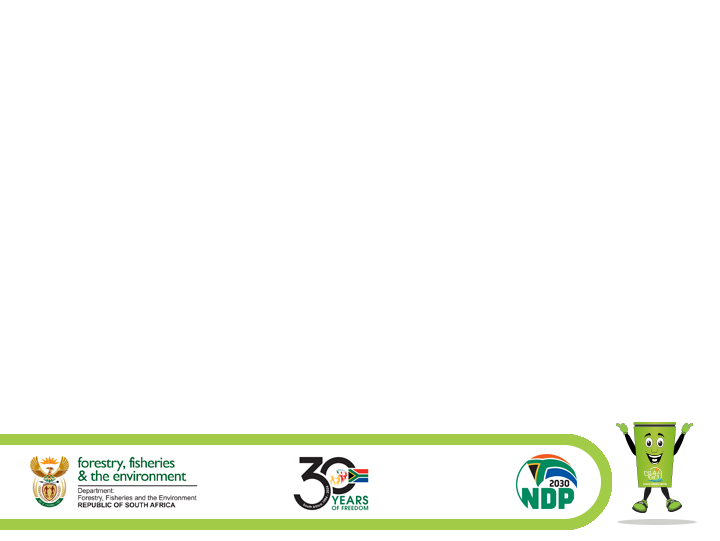 forestry, fisheries
& the environment
Department:
Forestry, Fisheries and the Environment
REPUBLIC OF SOUTH AFRICA
30
YEARS
OF FREEDOM
2030
NDP